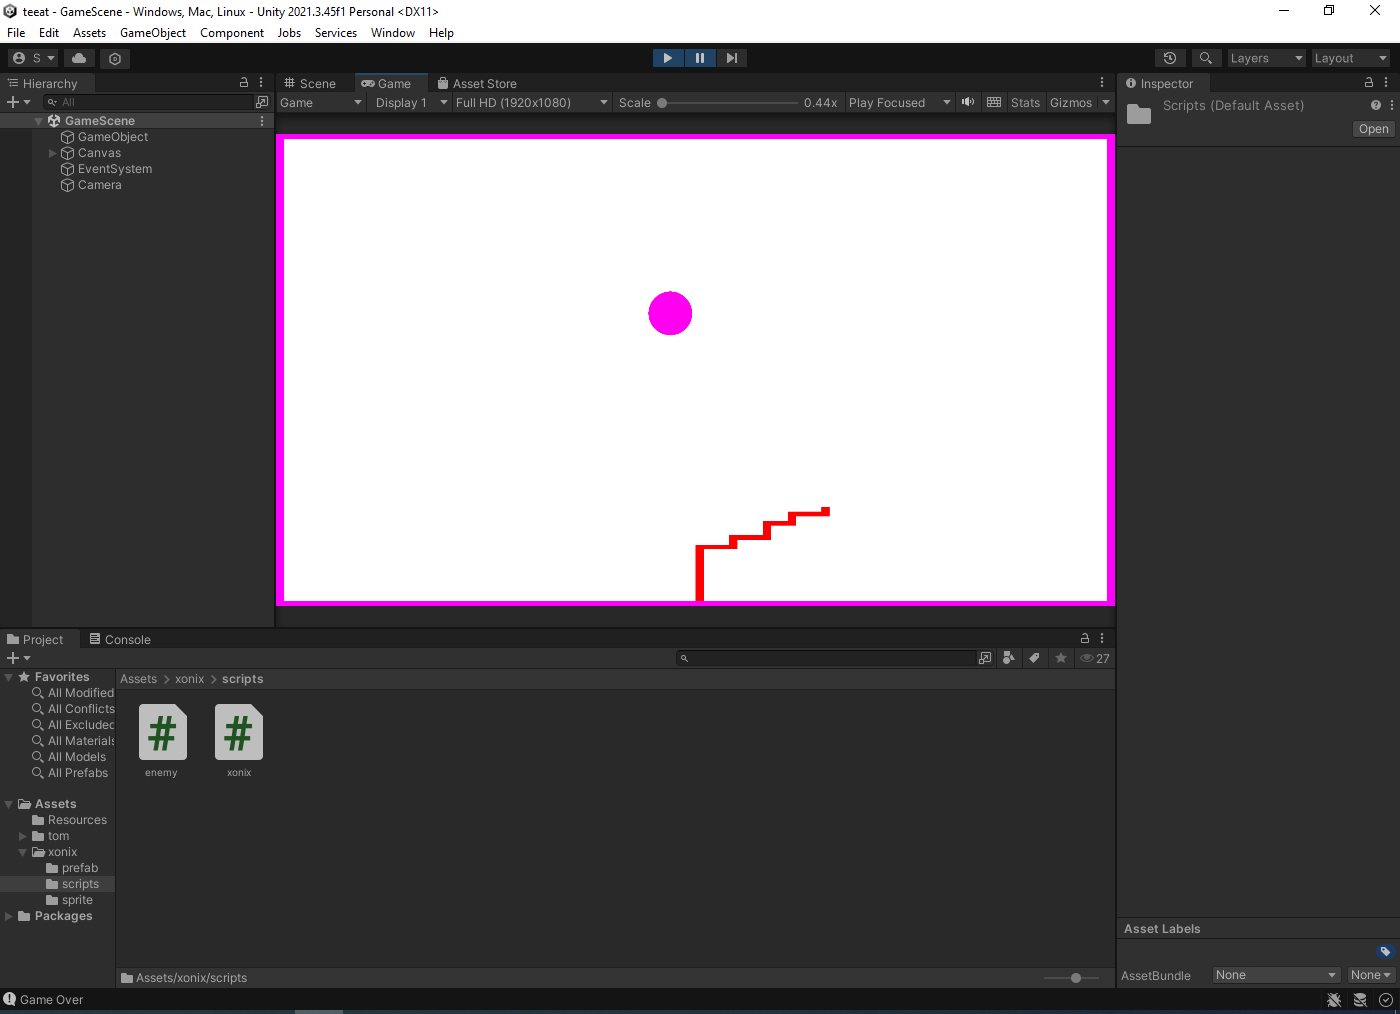 teeat - GameScene - Windows, Mac, Linux - Unity 2021.3.45f1 Personal <DX11>
File Edit Assets GameObject Component Jobs Services Window Help
S Layers Layout
Hierarchy
All
GameScene
GameObject
Canvas
EventSystem
Camera
Scene Game Asset Store
Game Display 1 Full HD (1920x1080) Scale 0.44x Play Focused Stats Gizmos
Inspector
Scripts (Default Asset)
Open
Project Console
27
Favorites
All Modified
All Conflicts
All Excluded
All Materials
All Models
All Prefabs
Assets
Resources
tom
xonix
prefab
scripts
sprite
Packages
Assets > xonix > scripts
enemy xonix
Assets/xonix/scripts
Asset Labels
AssetBundle None None
Game Over